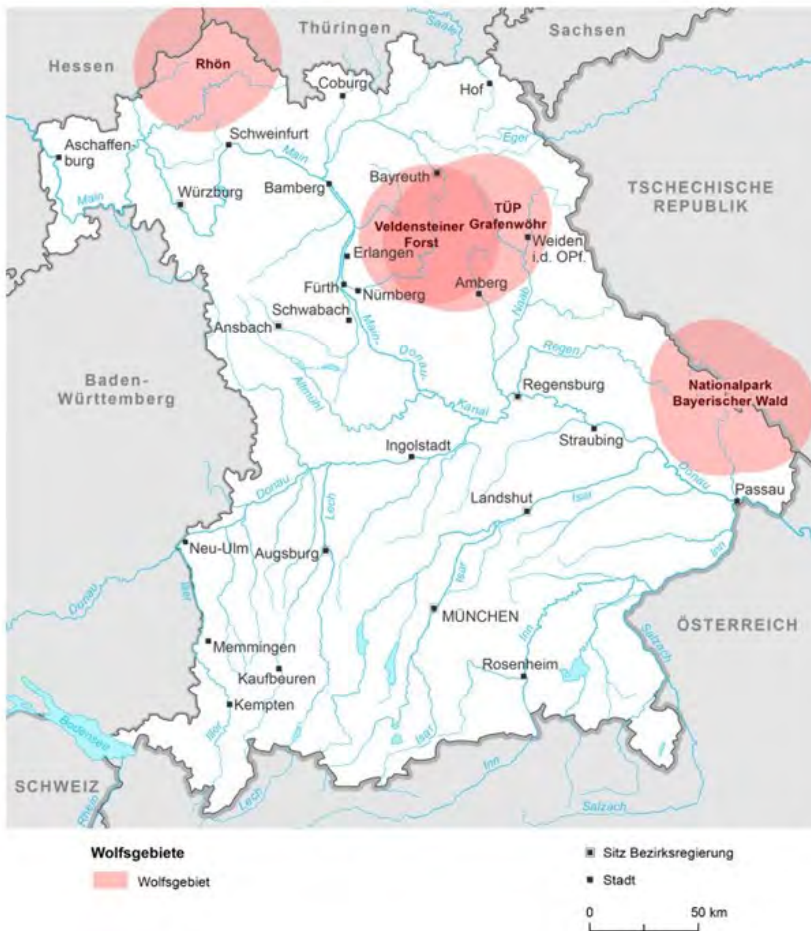 Thüringen
Sachsen
Saale
Hessen
Rhön
Coburg
Hof
Eger
Aschaffen-
burg
Schweinfurt
Main
Main
Würzburg
Bamberg
Bayreuth
TSCHECHISCHE
REPUBLIK
Veldensteiner
Forst
TÜP
Grafenwöhr
Weiden
i.d. OPf.
Erlangen
Fürth
Nürnberg
Amberg
Naab
Schwabach
Ansbach
Main-
Donau-
Kanal
Altmühl
Regen
Baden-
Württemberg
Nationalpark
Bayerischer Wald
Regensburg
Straubing
Ingolstadt
Donau
Donau
Passau
Landshut
Isar
Lech
Neu-Ulm
Augsburg
Inn
Donau
Iller
Isar
MÜNCHEN
ÖSTERREICH
Inn
Salzach
Memmingen
Kaufbeuren
Rosenheim
Kempten
Iller
Isar
Bodensee
Lech
Inn
SCHWEIZ
Rhein
Salzach
Wolfsgebiete
Wolfsgebiet
Sitz Bezirksregierung
Stadt
0 50 km